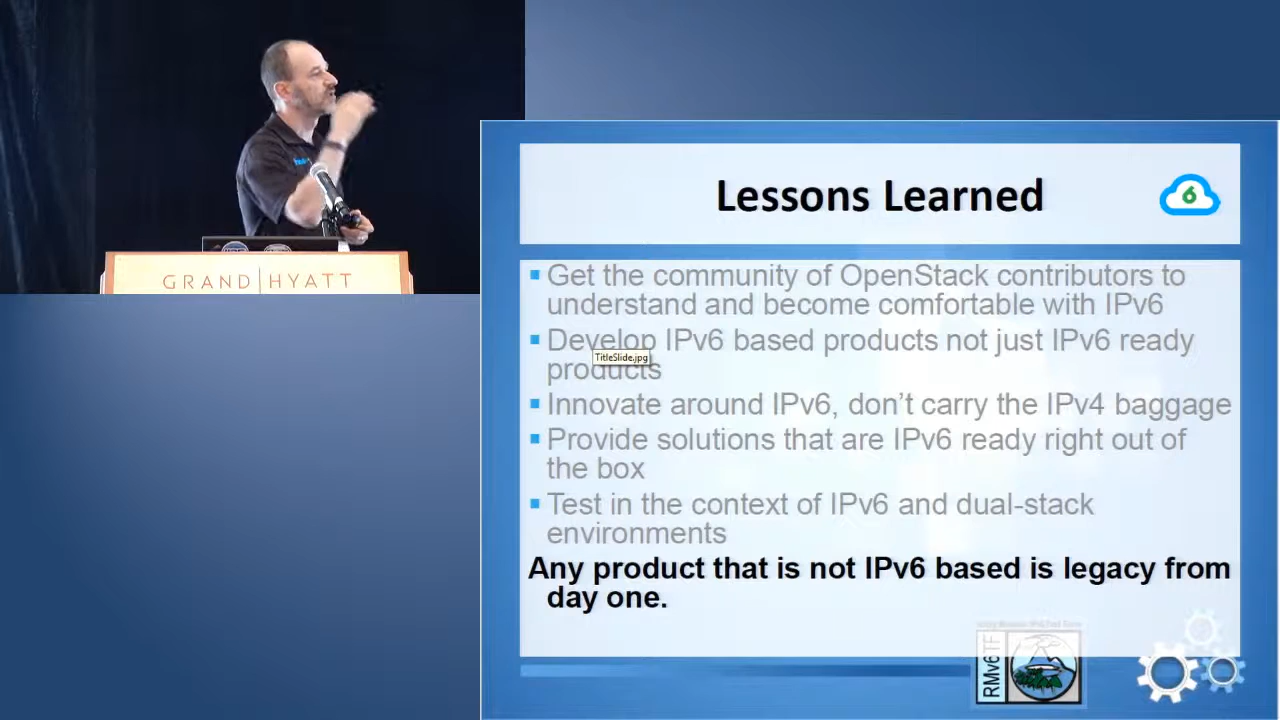 GRAND HYATT
Lessons Learned
6
Get the community of OpenStack contributors to
understand and become comfortable with IPv6
Develop IPv6 based products not just IPv6 ready
products
TitleSlide.jpg
Innovate around IPv6, don't carry the IPv4 baggage
Provide solutions that are IPv6 ready right out of
the box
Test in the context of IPv6 and dual-stack
environments
Any product that is not IPv6 based is legacy from
day one.
RMv6TF